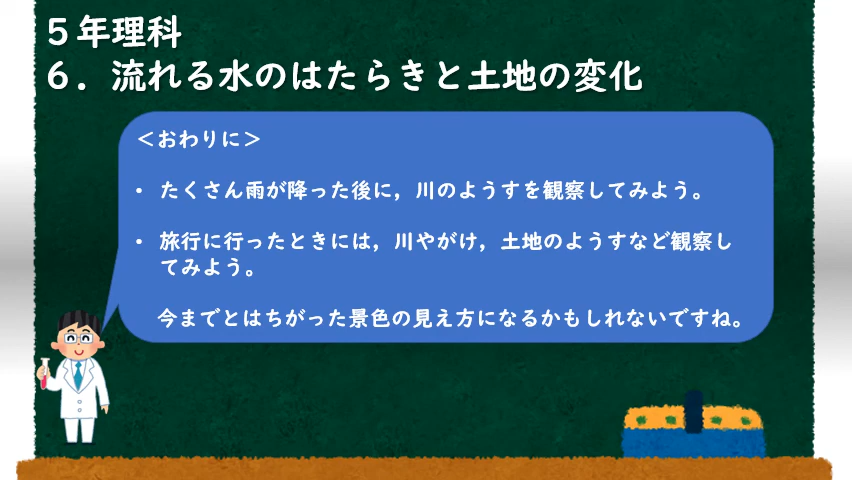 ５年理科
６．流れる水のはたらきと土地の変化
＜おわりに＞
• たくさん雨が降った後に，川のようすを観察してみよう。
• 旅行に行ったときには，川やがけ，土地のようすなど観察し
てみよう。
今までとはちがった景色の見え方になるかもしれないですね。